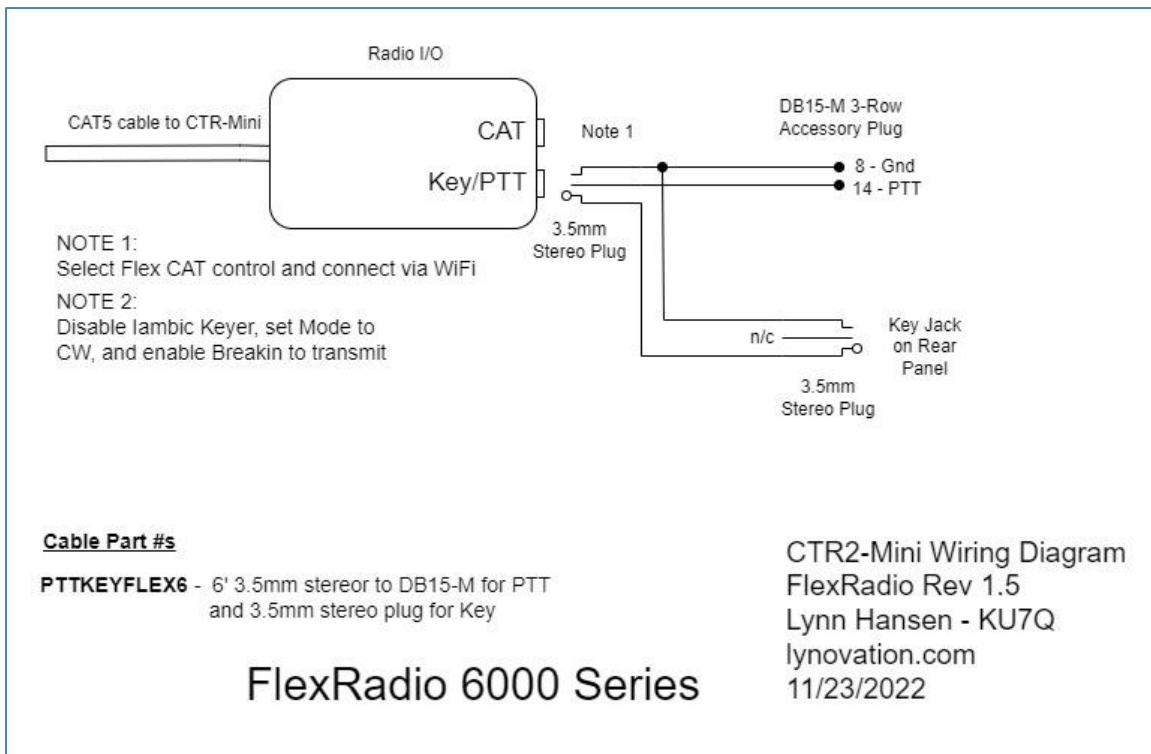 Radio I/O
CAT5 cable to CTR-Mini
CAT
Note 1
DB15-M 3-Row
Accessory Plug
8 - Gnd
14 - PTT
Key/PTT
3.5mm
Stereo Plug
NOTE 1:
Select Flex CAT control and connect via WiFi
NOTE 2:
Disable Iambic Keyer, set Mode to
CW, and enable Breakin to transmit
n/c
Key Jack
on Rear
Panel
3.5mm
Stereo Plug
Cable Part #s
PTTKEYFLEX6 - 6' 3.5mm stereor to DB15-M for PTT
and 3.5mm stereo plug for Key
CTR2-Mini Wiring Diagram
FlexRadio Rev 1.5
Lynn Hansen - KU7Q
lynovation.com
11/23/2022
FlexRadio 6000 Series